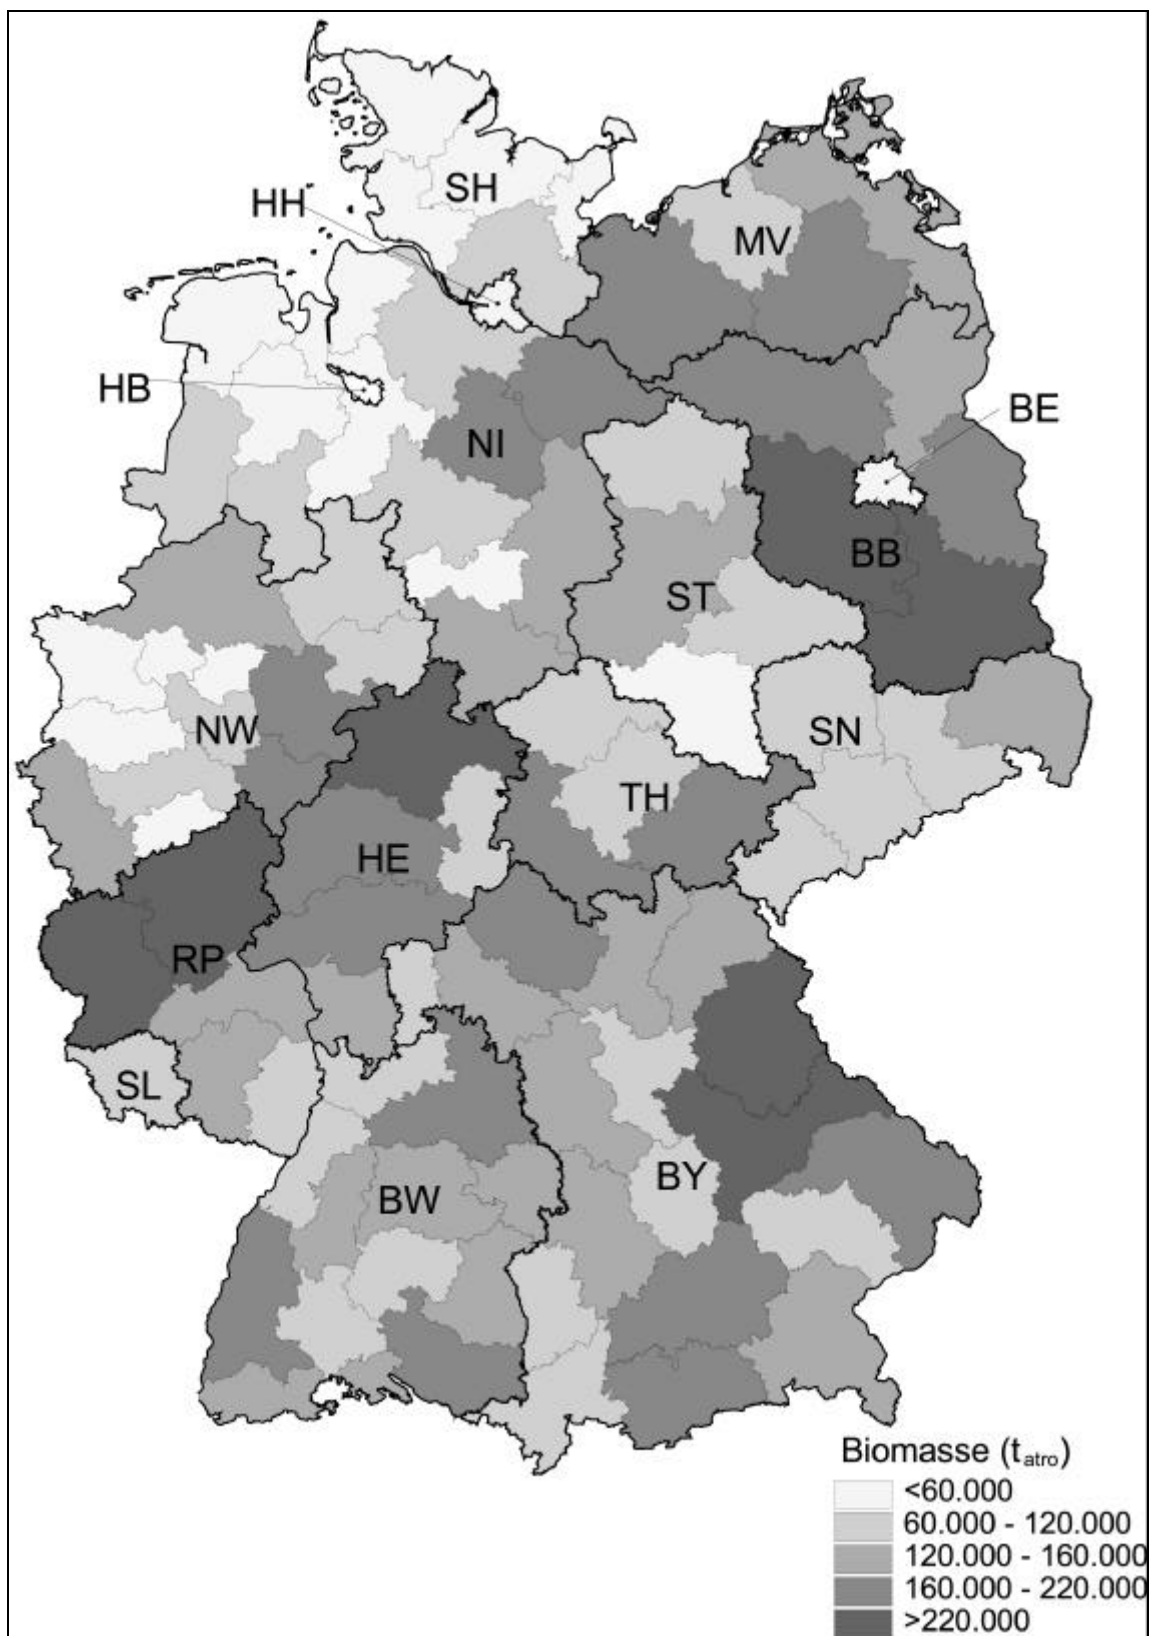 SH
HH
MV
HB
BE
NI
BB
ST
NW
SN
TH
HE
RP
SL
BY
BW
Biomasse (t atro)
<60.000
60.000 - 120.000
120.000 - 160.000
160.000 - 220.000
>220.000